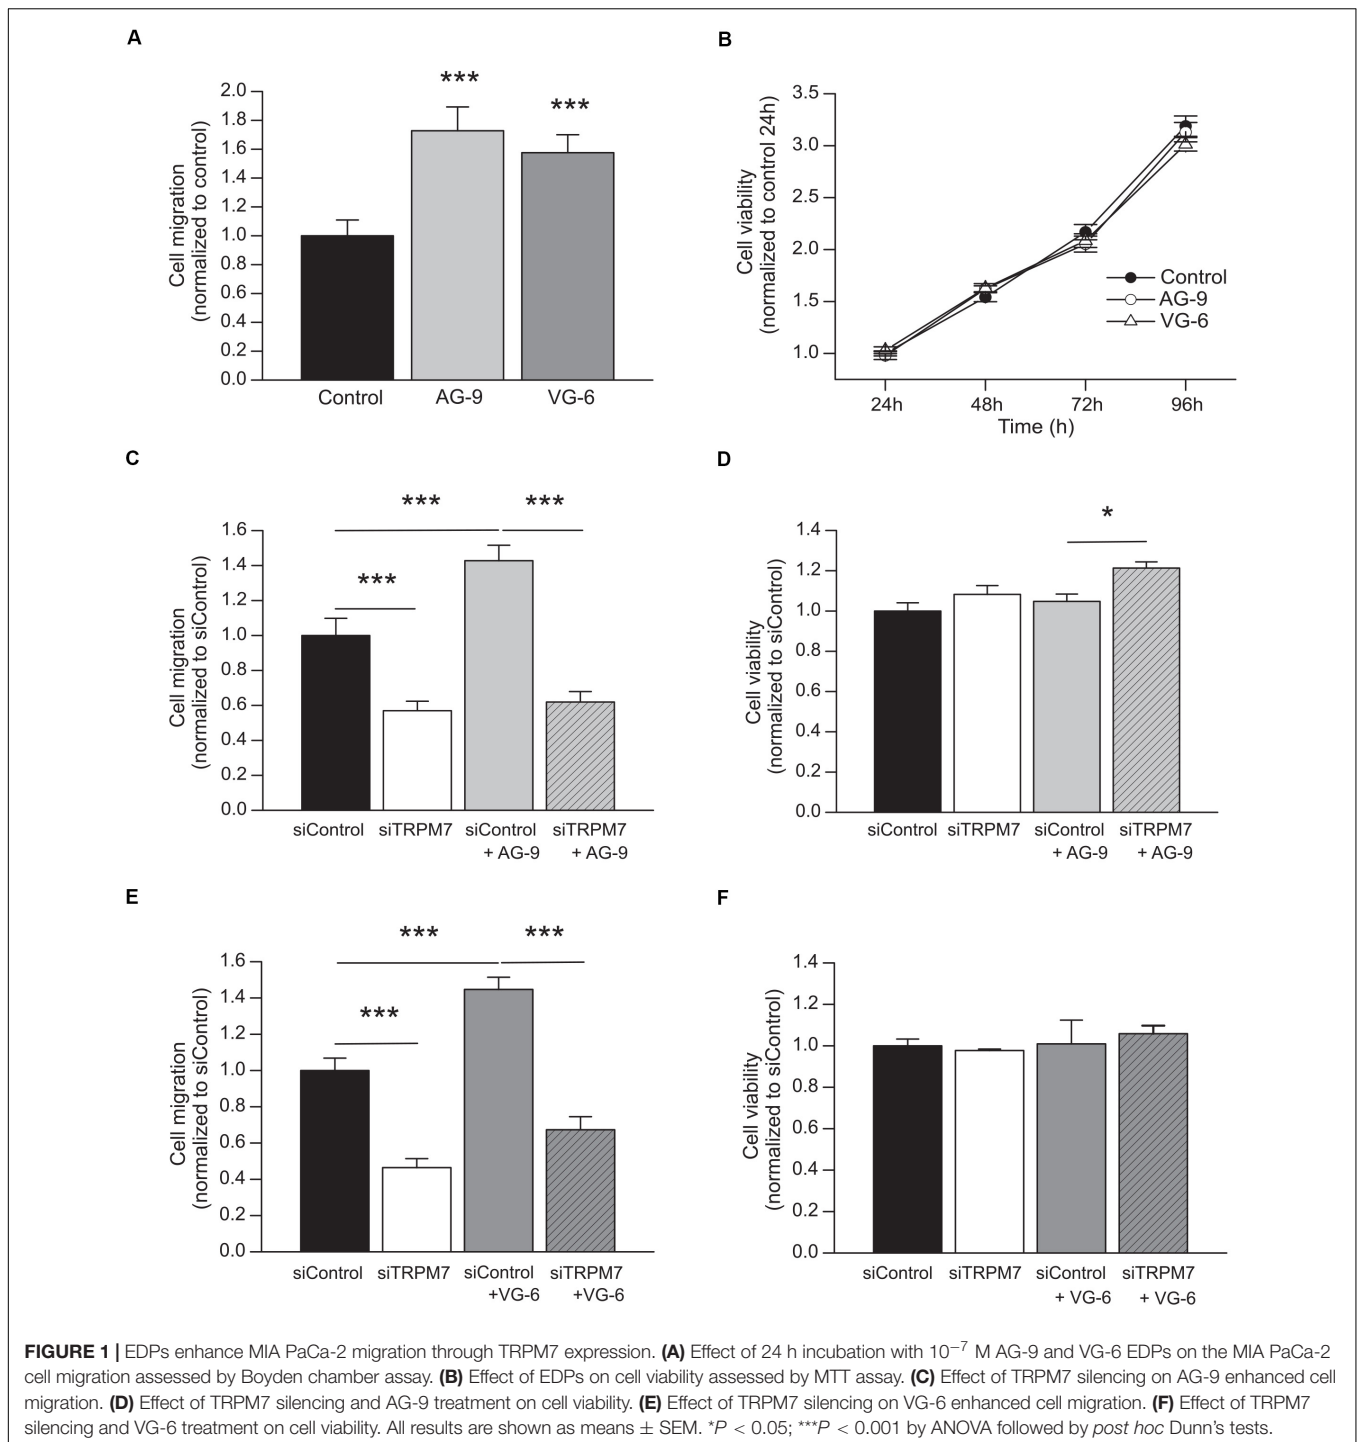 A
***
***
2.0
1.8
1.6
1.4
1.2
1.0
0.8
0.6
0.4
0.2
0.0
Cell migration
(normalized to control)
Control AG-9 VG-6
B
3.5
3.0
2.5
2.0
1.5
1.0
Cell viability
(normalized to control 24h)
Control
AG-9
VG-6
24h 48h 72h 96h
Time (h)
C
*** ***
***
1.6
1.4
1.2
1.0
0.8
0.6
0.4
0.2
0.0
Cell migration
(normalized to siControl)
siControl siTRPM7 siControl siTRPM7
+ AG-9 + AG-9
D
*
1.4
1.2
1.0
0.8
0.6
0.4
0.2
0.0
Cell viability
(normalized to siControl)
siControl siTRPM7 siControl siTRPM7
+ AG-9 + AG-9
E
*** ***
***
1.6
1.4
1.2
1.0
0.8
0.6
0.4
0.2
0.0
Cell migration
(normalized to siControl)
siControl siTRPM7 siControl siTRPM7
+VG-6 +VG-6
F
1.4
1.2
1.0
0.8
0.6
0.4
0.2
0.0
Cell viability
(normalized to siControl)
siControl siTRPM7 siControl siTRPM7
+ VG-6 + VG-6
FIGURE 1 | EDPs enhance MIA PaCa-2 migration through TRPM7 expression. (A) Effect of 24 h incubation with 10⁻⁷ M AG-9 and VG-6 EDPs on the MIA PaCa-2
cell migration assessed by Boyden chamber assay. (B) Effect of EDPs on cell viability assessed by MTT assay. (C) Effect of TRPM7 silencing on AG-9 enhanced cell
migration. (D) Effect of TRPM7 silencing and AG-9 treatment on cell viability. (E) Effect of TRPM7 silencing on VG-6 enhanced cell migration. (F) Effect of TRPM7
silencing and VG-6 treatment on cell viability. All results are shown as means ± SEM. *P < 0.05; ***P < 0.001 by ANOVA followed by post hoc Dunn's tests.